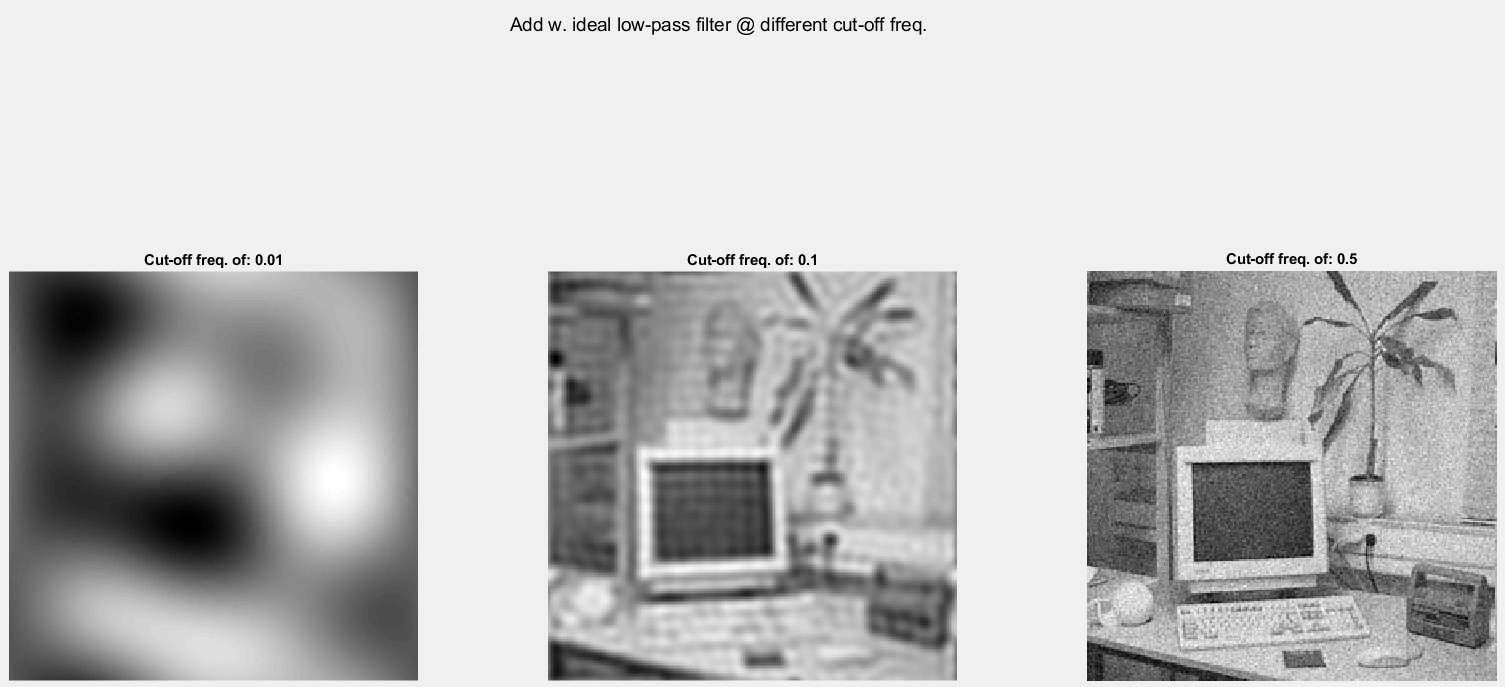 Add w. ideal low-pass filter @ different cut-off freq.
Cut-off freq. of: 0.01
Cut-off freq. of: 0.1
Cut-off freq. of: 0.5